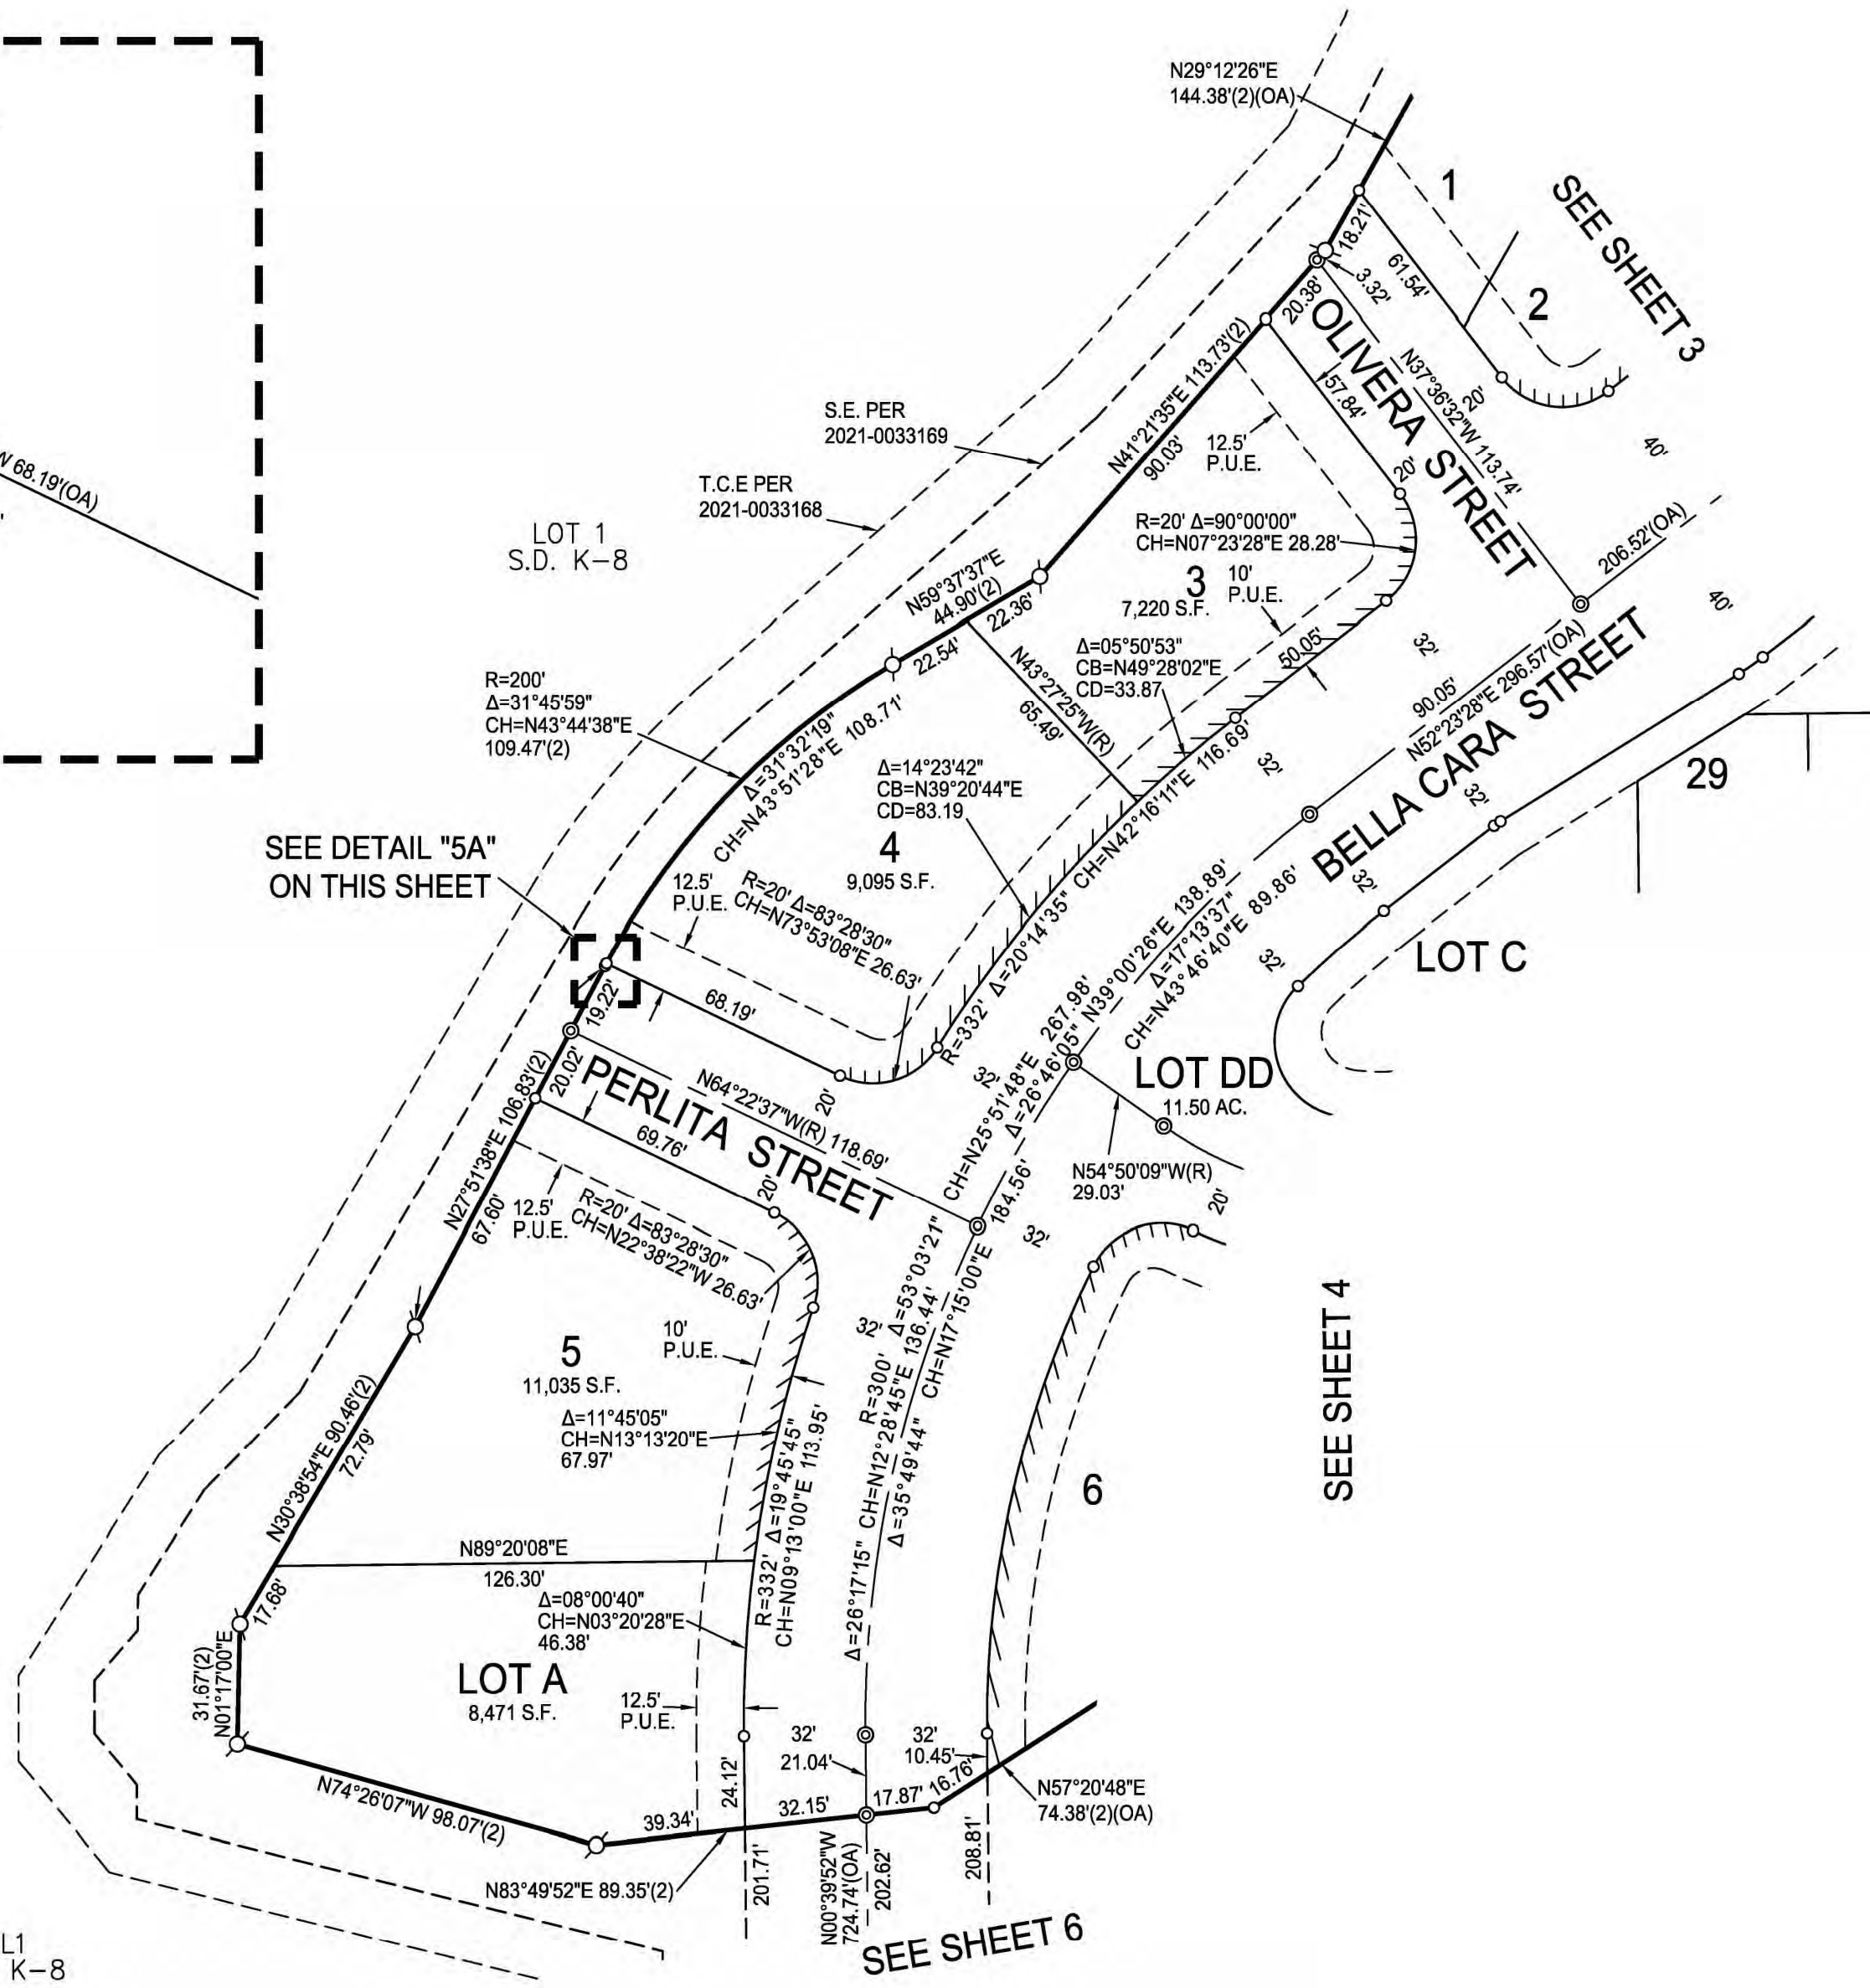 N29°12'26"E
144.38'(2)(OA)
1
SEE SHEET 3
18.21'
3.32'
61.54'
2
20.38'
OLIVERA STREET
N37°36'32"W 113.74'
20'
40'
57.84'
20'
S.E. PER
2021-0033169
N41°21'35"E 113.73'(2)
90.03'
12.5'
P.U.E.
W 68.19'(OA)
'
T.C.E PER
2021-0033168
LOT 1
S.D. K-8
R=20' Δ=90°00'00"
CH=N07°23'28"E 28.28'
206.52'(OA)
N59°37'37"E
44.90'(2)
22.36'
3
7,220 S.F.
10'
P.U.E.
40'
22.54'
N43°27'25"W(R)
65.49'
Δ=05°50'53"
CB=N49°28'02"E
CD=33.87
50.05'
32'
R=200'
Δ=31°45'59"
CH=N43°44'38"E
109.47'(2)
Δ=31°32'19"
CH=N43°51'28"E 108.71'
90.05'
N52°23'28"E 296.57'(OA)
BELLA CARA STREET
32'
32'
29
Δ=14°23'42"
CB=N39°20'44"E
CD=83.19
4
9,095 S.F.
R=332' Δ=20°14'35" CH=N42°16'11"E 116.69'
SEE DETAIL "5A"
ON THIS SHEET
12.5'
P.U.E.
R=20' Δ=83°28'30"
CH=N73°53'08"E 26.63'
32'
32'
LOT C
N39°00'26"E 138.89'
Δ=17°13'37"
CH=N43°46'40"E 89.86'
19.22'
68.19'
20.02'
PERLITA STREET
N64°22'37"W(R) 118.69'
20'
32'
LOT DD
11.50 AC.
N54°50'09"W(R)
29.03'
CH=N25°51'48"E 267.98'
Δ=26°46'05"
N27°51'38"E 106.83'(2)
67.60'
69.76'
20'
12.5'
P.U.E.
R=20' Δ=83°28'30"
CH=N22°38'22"W 26.63'
32'
20'
R=300' Δ=53°03'21"
CH=N17°15'00"E 184.56'
32'
10'
P.U.E.
5
11,035 S.F.
Δ=11°45'05"
CH=N13°13'20"E
67.97'
SEE SHEET 4
N30°38'54"E 90.46'(2)
72.79'
R=332' Δ=19°45'45"
CH=N09°13'00"E 113.95'
Δ=26°17'15" CH=N12°28'45"E 136.44'
Δ=35°49'44"
6
N89°20'08"E
126.30'
17.68'
Δ=08°00'40"
CH=N03°20'28"E
46.38'
31.67'(2)
N01°17'00"E
LOT A
8,471 S.F.
12.5'
P.U.E.
32'
21.04'
32'
10.45'
24.12'
N57°20'48"E
74.38'(2)(OA)
N74°26'07"W 98.07'(2)
39.34'
32.15'
17.87'
16.76'
N83°49'52"E 89.35'(2)
201.71'
N00°39'52"W
724.74'(OA)
202.62'
208.81'
SEE SHEET 6
L1
K-8